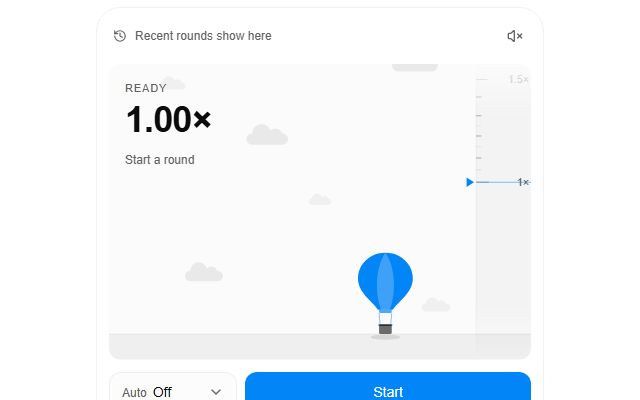 Recent rounds show here
READY
1.00×
Start a round
1.5×
1×
Auto Off
Start